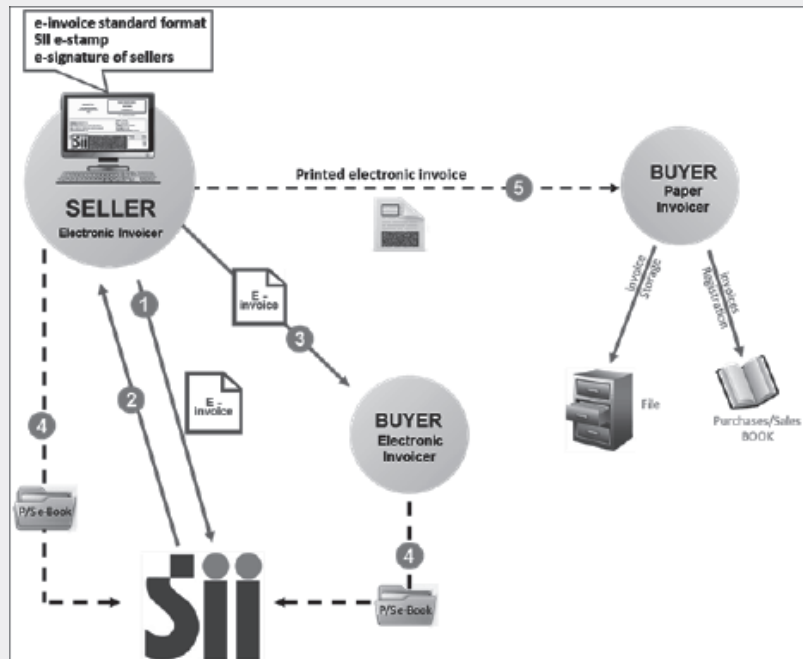 e-invoice standard format
SII e-stamp
e-signature of sellers
Sii
SELLER
Electronic Invoicer
Printed electronic invoice
5
BUYER
Paper
Invoicer
invoice
Storage
invoices
Registration
File
Purchases/Sales
BOOK
1
E -
invoice
3
2
E -
invoice
BUYER
Electronic
Invoicer
4
P/S e-Book
4
P/S e-Book
Sii